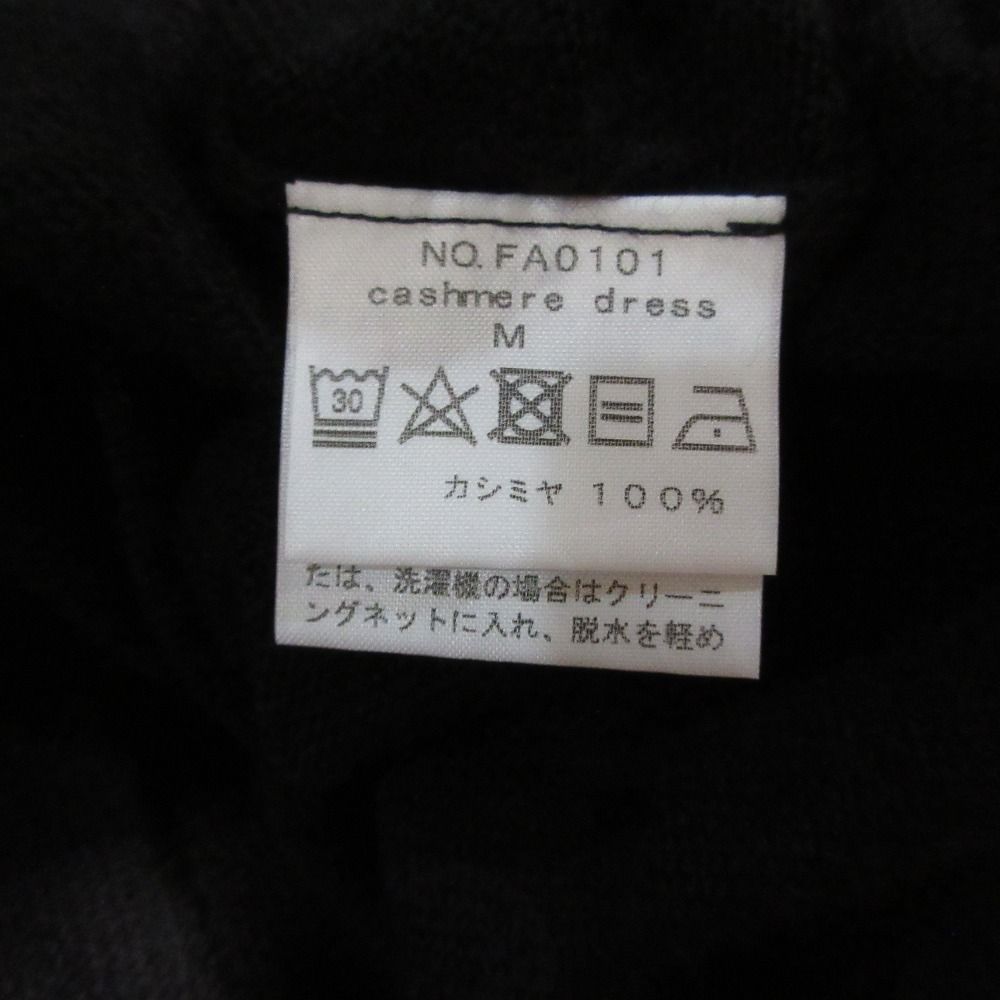 NO.FA0101
cashmere dress
M
30
カシミヤ 100%
たは、洗濯機の場合はクリーニ
ングネットに入れ、脱水を軽め